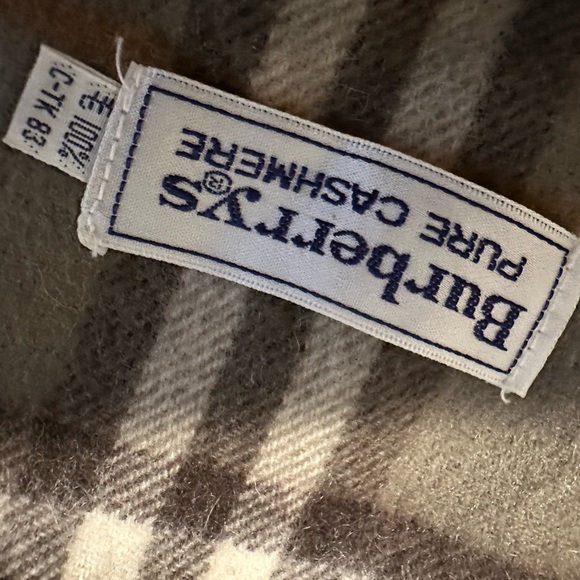 Burberrys®
PURE CASHMERE
毛 100%
C-TK 83